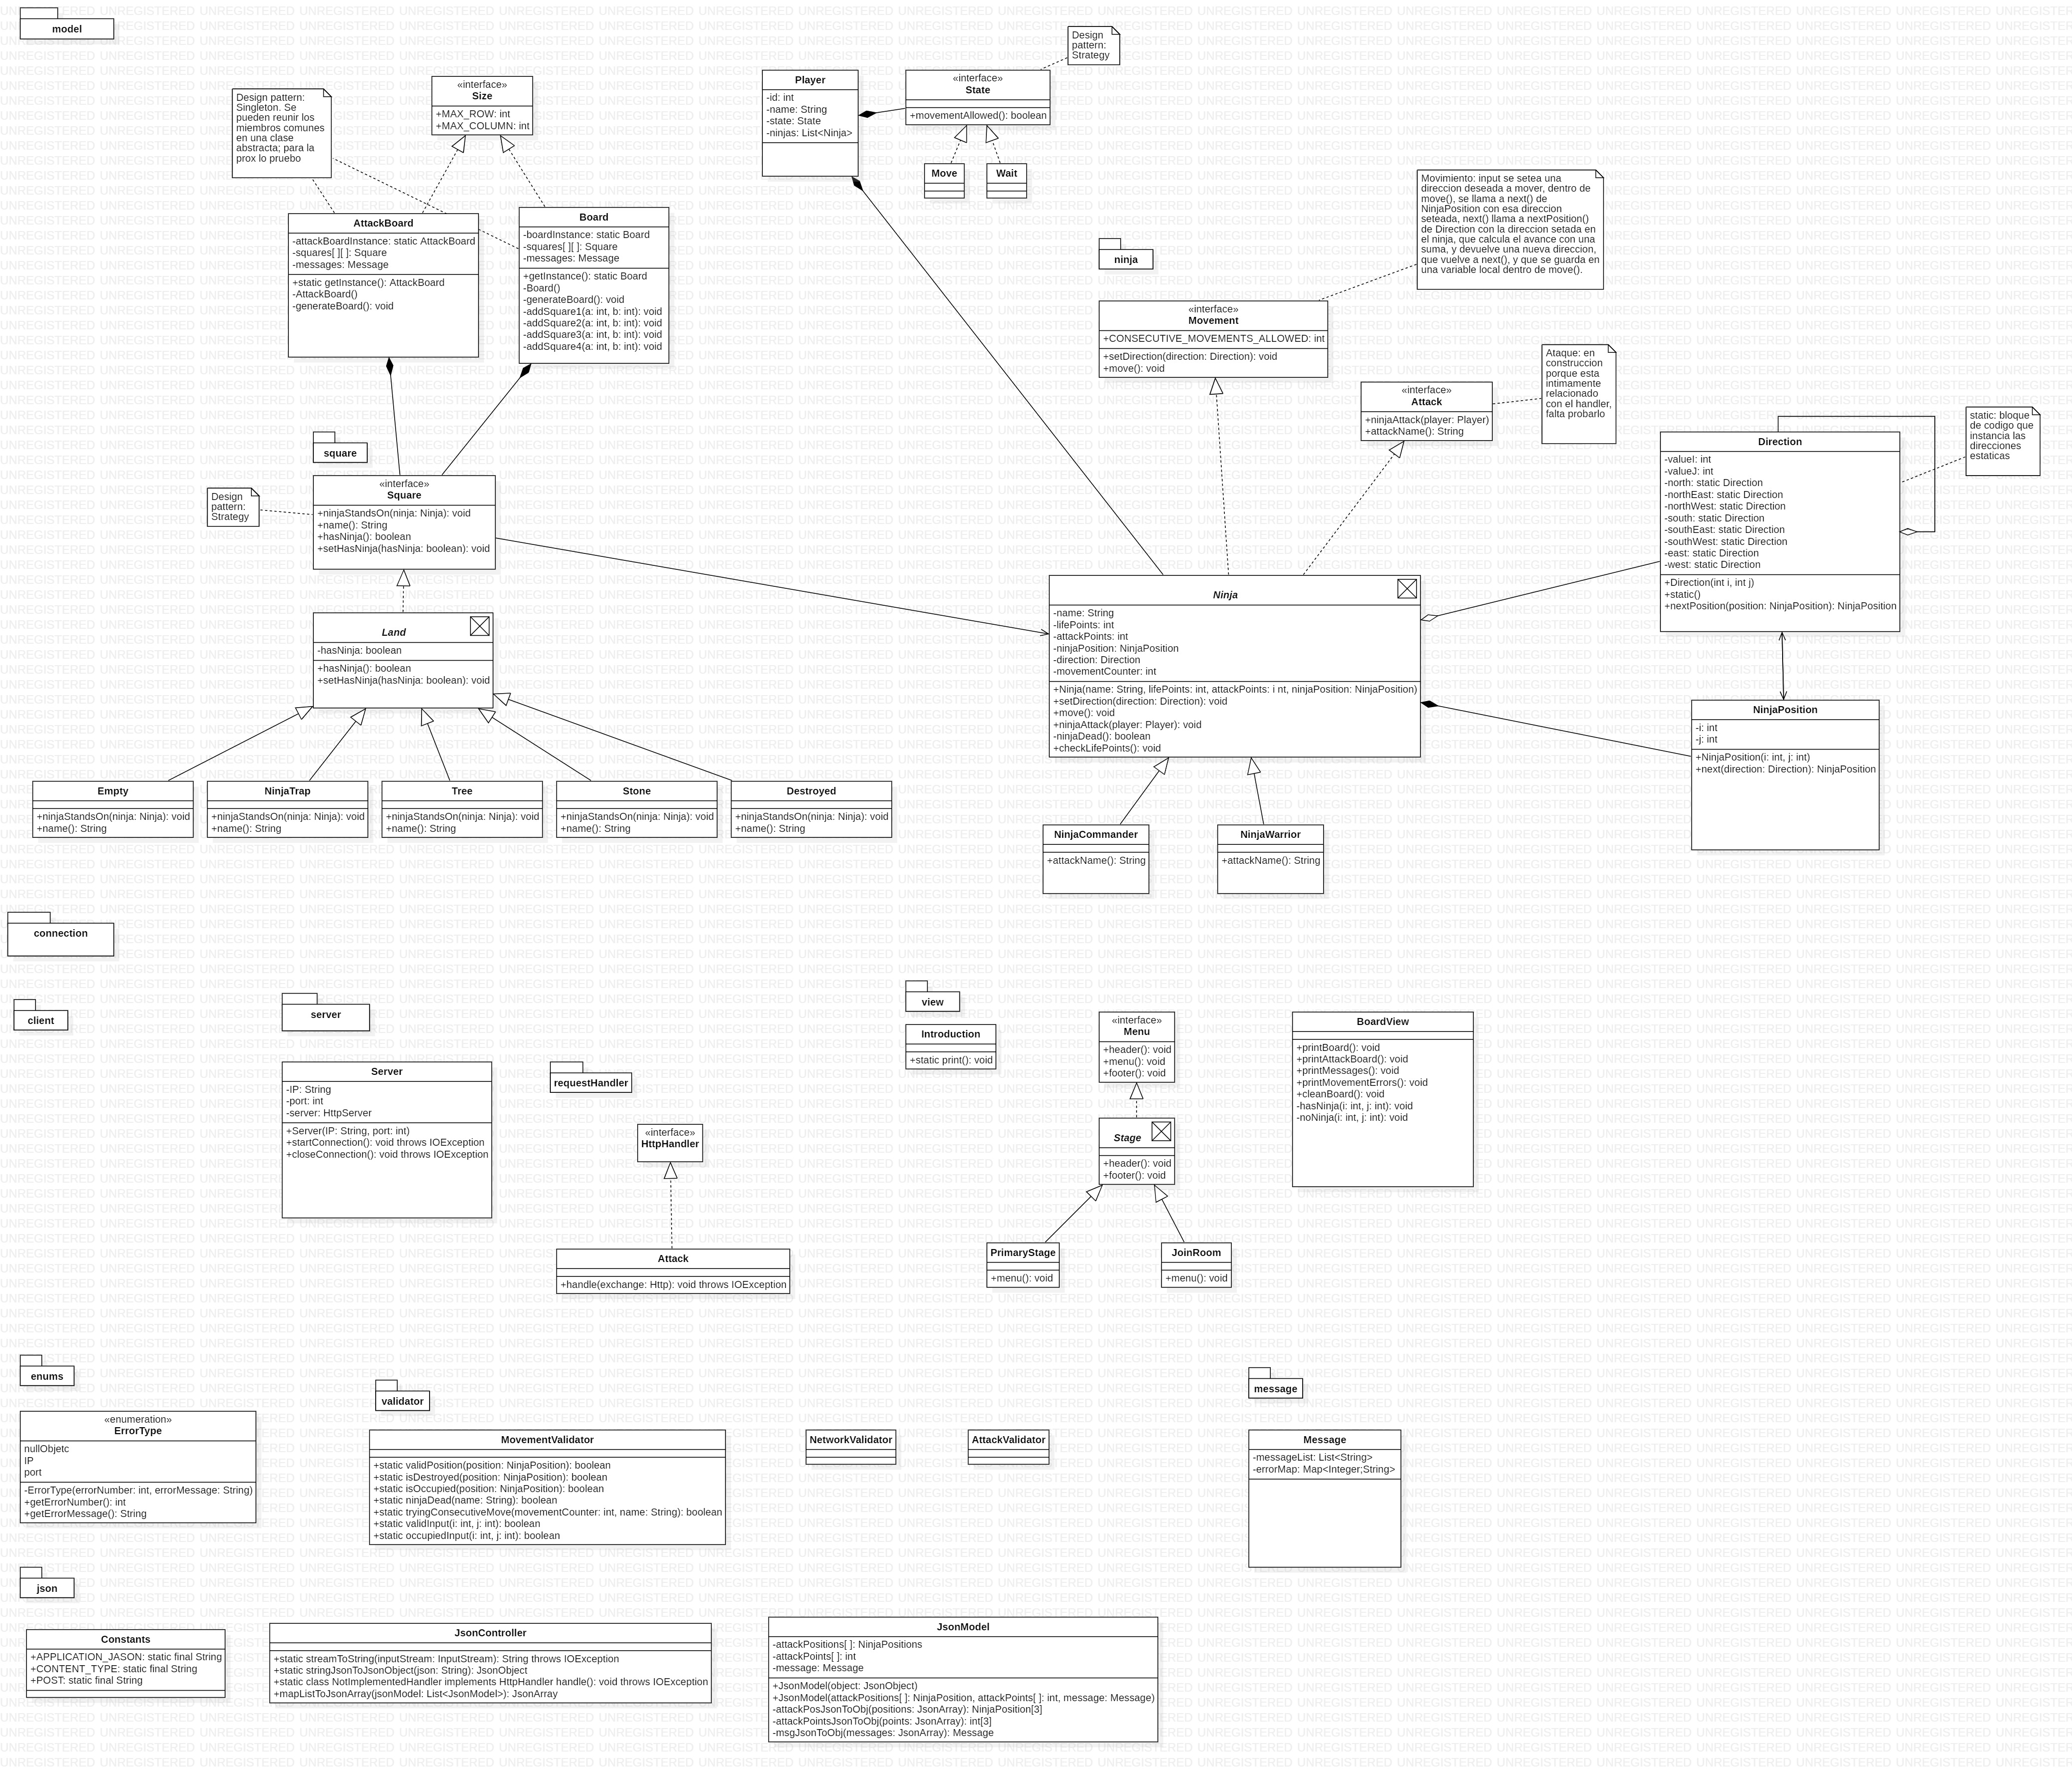 model
Design pattern:
Singleton. Se
pueden reunir los
miembros comunes
en una clase
abstracta; para la
prox lo pruebo
«interface»
Size
+MAX_ROW: int
+MAX_COLUMN: int
Player
-id: int
-name: String
-state: State
-ninjas: List<Ninja>
«interface»
State
+movementAllowed(): boolean
Design
pattern:
Strategy
Move
Wait
AttackBoard
-attackBoardInstance: static AttackBoard
-squares[ ][ ]: Square
-messages: Message
+static getInstance(): AttackBoard
-AttackBoard()
-generateBoard(): void
Board
-boardInstance: static Board
-squares[ ][ ]: Square
-messages: Message
+getInstance(): static Board
-Board()
-generateBoard(): void
-addSquare1(a: int, b: int): void
-addSquare2(a: int, b: int): void
-addSquare3(a: int, b: int): void
-addSquare4(a: int, b: int): void
Movimiento: input se setea una
direccion deseada a mover, dentro de
move(), se llama a next() de
NinjaPosition con esa direccion
seteada, next() llama a nextPosition()
de Direction con la direccion setada en
el ninja, que calcula el avance con una
suma, y devuelve una nueva direccion,
que vuelve a next(), y que se guarda en
una variable local dentro de move().
ninja
«interface»
Movement
+CONSECUTIVE_MOVEMENTS_ALLOWED: int
+setDirection(direction: Direction): void
+move(): void
«interface»
Attack
+ninjaAttack(player: Player)
+attackName(): String
Ataque: en
construccion
porque esta
intimamente
relacionado
con el handler,
falta probarlo
Direction
-valueI: int
-valueJ: int
-north: static Direction
-northEast: static Direction
-northWest: static Direction
-south: static Direction
-southEast: static Direction
-southWest: static Direction
-east: static Direction
-west: static Direction
+Direction(int i, int j)
+static()
+nextPosition(position: NinjaPosition): NinjaPosition
static: bloque
de codigo que
instancia las
direcciones
estaticas
square
«interface»
Square
+ninjaStandsOn(ninja: Ninja): void
+name(): String
+hasNinja(): boolean
+setHasNinja(hasNinja: boolean): void
Design
pattern:
Strategy
Land
-hasNinja: boolean
+hasNinja(): boolean
+setHasNinja(hasNinja: boolean): void
Ninja
-name: String
-lifePoints: int
-attackPoints: int
-ninjaPosition: NinjaPosition
-direction: Direction
-movementCounter: int
+Ninja(name: String, lifePoints: int, attackPoints: i nt, ninjaPosition: NinjaPosition)
+setDirection(direction: Direction): void
+move(): void
+ninjaAttack(player: Player): void
-ninjaDead(): boolean
+checkLifePoints(): void
NinjaPosition
-i: int
-j: int
+NinjaPosition(i: int, j: int)
+next(direction: Direction): NinjaPosition
Empty
+ninjaStandsOn(ninja: Ninja): void
+name(): String
NinjaTrap
+ninjaStandsOn(ninja: Ninja): void
+name(): String
Tree
+ninjaStandsOn(ninja: Ninja): void
+name(): String
Stone
+ninjaStandsOn(ninja: Ninja): void
+name(): String
Destroyed
+ninjaStandsOn(ninja: Ninja): void
+name(): String
NinjaCommander
+attackName(): String
NinjaWarrior
+attackName(): String
connection
client
server
Server
-IP: String
-port: int
-server: HttpServer
+Server(IP: String, port: int)
+startConnection(): void throws IOException
+closeConnection(): void throws IOException
requestHandler
«interface»
HttpHandler
Attack
+handle(exchange: Http): void throws IOException
view
Introduction
+static print(): void
«interface»
Menu
+header(): void
+menu(): void
+footer(): void
Stage
+header(): void
+footer(): void
PrimaryStage
+menu(): void
JoinRoom
+menu(): void
BoardView
+printBoard(): void
+printAttackBoard(): void
+printMessages(): void
+printMovementErrors(): void
+cleanBoard(): void
-hasNinja(i: int, j: int): void
-noNinja(i: int, j: int): void
enums
«enumeration»
ErrorType
nullObjetc
IP
port
-ErrorType(errorNumber: int, errorMessage: String)
+getErrorNumber(): int
+getErrorMessage(): String
validator
MovementValidator
+static validPosition(position: NinjaPosition): boolean
+static isDestroyed(position: NinjaPosition): boolean
+static isOccupied(position: NinjaPosition): boolean
+static ninjaDead(name: String): boolean
+static tryingConsecutiveMove(movementCounter: int, name: String): boolean
+static validInput(i: int, j: int): boolean
+static occupiedInput(i: int, j: int): boolean
NetworkValidator
AttackValidator
message
Message
-messageList: List<String>
-errorMap: Map<Integer;String>
json
Constants
+APPLICATION_JASON: static final String
+CONTENT_TYPE: static final String
+POST: static final String
JsonController
+static streamToString(inputStream: InputStream): String throws IOException
+static stringJsonToJsonObject(json: String): JsonObject
+static class NotImplementedHandler implements HttpHandler handle(): void throws IOException
+mapListToJsonArray(jsonModel: List<JsonModel>): JsonArray
JsonModel
-attackPositions[ ]: NinjaPositions
-attackPoints[ ]: int
-message: Message
+JsonModel(object: JsonObject)
+JsonModel(attackPositions[ ]: NinjaPosition, attackPoints[ ]: int, message: Message)
-attackPosJsonToObj(positions: JsonArray): NinjaPosition[3]
-attackPointsJsonToObj(points: JsonArray): int[3]
-msgJsonToObj(messages: JsonArray): Message